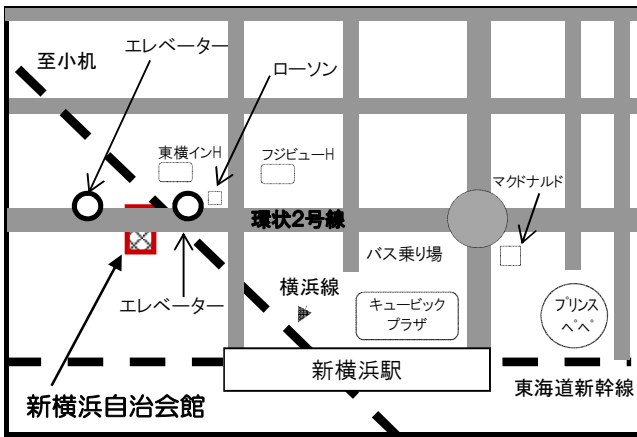 エレベーター
至小机
ローソン
東横インH
フジビューH
マクドナルド
環状2号線
バス乗り場
横浜線
エレベーター
キュービック
プラザ
プリンス
ペペ
新横浜駅
東海道新幹線
新横浜自治会館